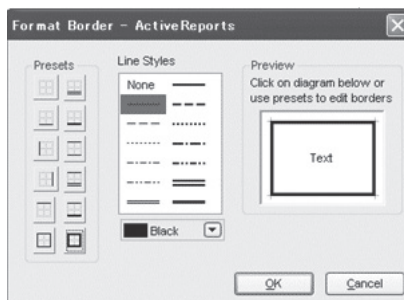 Format Border - ActiveReports
Presets
Line Styles
None
Black
Preview
Click on diagram below or
use presets to edit borders
Text
OK
Cancel